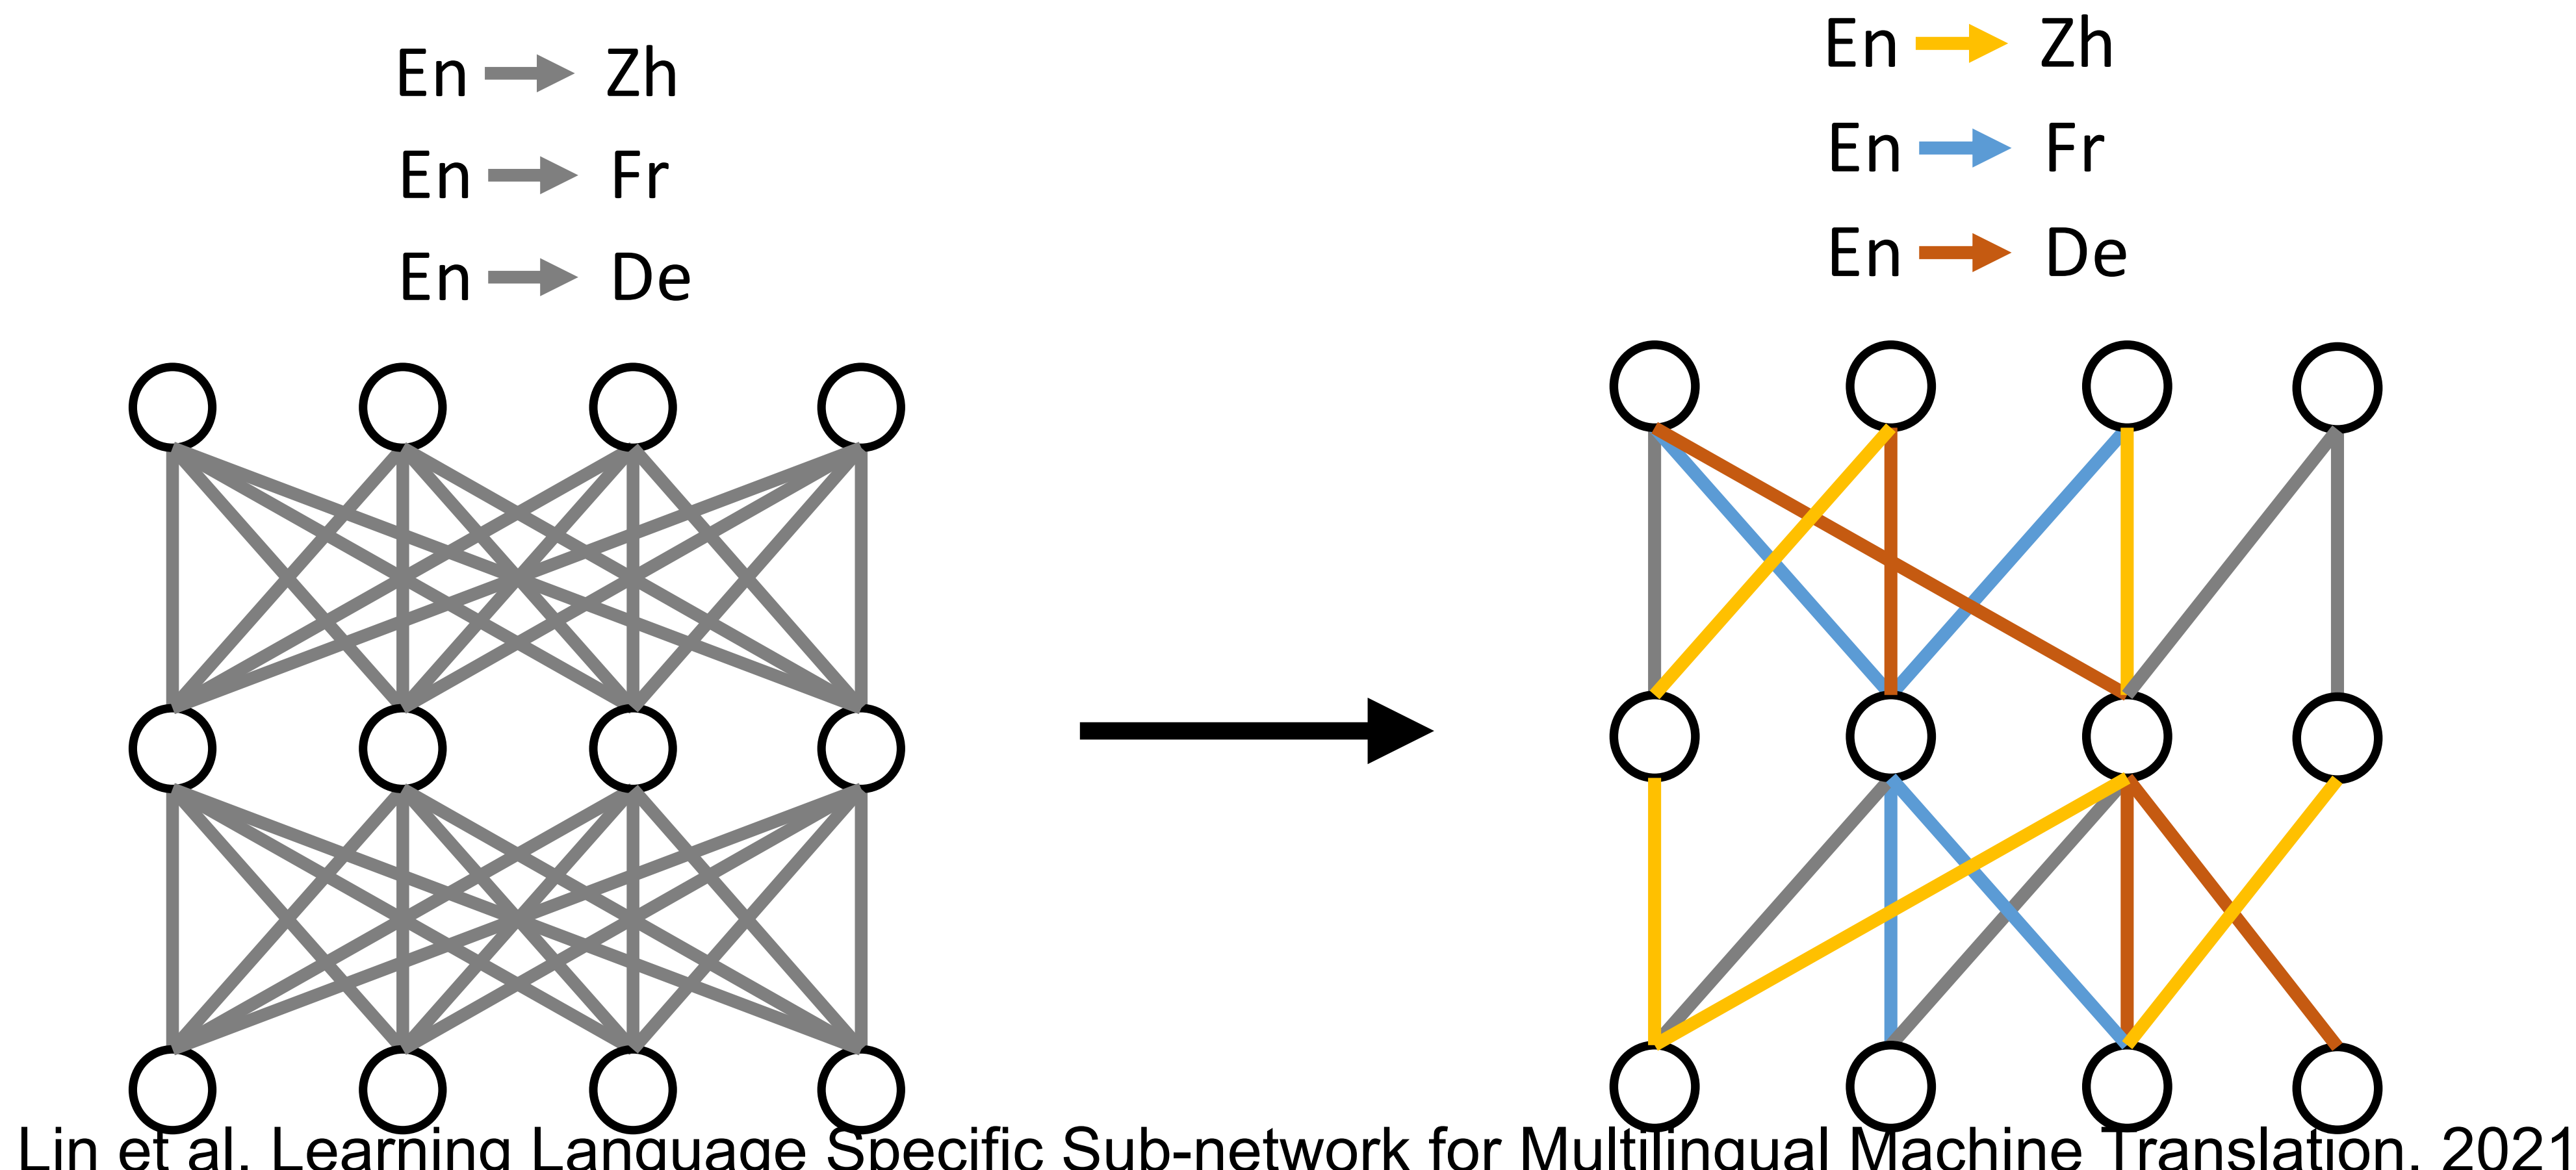 En Zh
En Fr
En De
En Zh
En Fr
En De
Lin et al. Learning Language Specific Sub-network for Multilingual Machine Translation. 2021